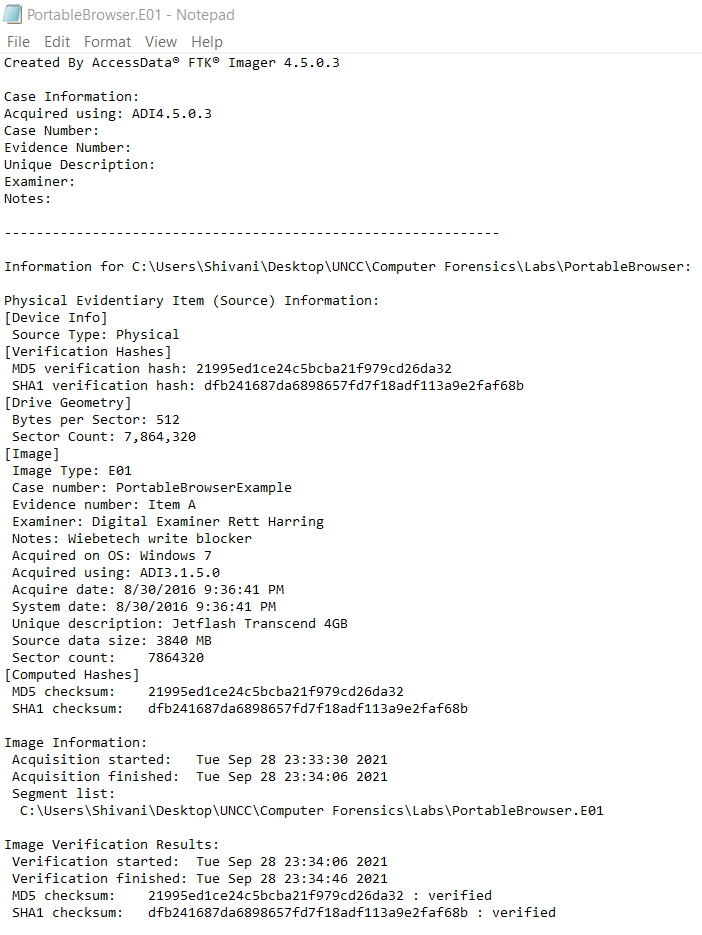 PortableBrowser.E01 - Notepad
File Edit Format View Help
Created By AccessData® FTK® Imager 4.5.0.3
Case Information:
Acquired using: ADI4.5.0.3
Case Number:
Evidence Number:
Unique Description:
Examiner:
Notes:
--------------------------------------------------------------
Information for C:\Users\Shivani\Desktop\UNCC\Computer Forensics\Labs\PortableBrowser:
Physical Evidentiary Item (Source) Information:
[Device Info]
Source Type: Physical
[Verification Hashes]
MD5 verification hash: 21995ed1ce24c5bcba21f979cd26da32
SHA1 verification hash: dfb241687da6898657fd7f18adf113a9e2faf68b
[Drive Geometry]
Bytes per Sector: 512
Sector Count: 7,864,320
[Image]
Image Type: E01
Case number: PortableBrowserExample
Evidence number: Item A
Examiner: Digital Examiner Rett Harring
Notes: Wiebetech write blocker
Acquired on OS: Windows 7
Acquired using: ADI3.1.5.0
Acquire date: 8/30/2016 9:36:41 PM
System date: 8/30/2016 9:36:41 PM
Unique description: Jetflash Transcend 4GB
Source data size: 3840 MB
Sector count:    7864320
[Computed Hashes]
MD5 checksum:    21995ed1ce24c5bcba21f979cd26da32
SHA1 checksum:   dfb241687da6898657fd7f18adf113a9e2faf68b
Image Information:
Acquisition started:   Tue Sep 28 23:33:30 2021
Acquisition finished:  Tue Sep 28 23:34:06 2021
Segment list:
C:\Users\Shivani\Desktop\UNCC\Computer Forensics\Labs\PortableBrowser.E01
Image Verification Results:
Verification started:  Tue Sep 28 23:34:06 2021
Verification finished: Tue Sep 28 23:34:46 2021
MD5 checksum:    21995ed1ce24c5bcba21f979cd26da32 : verified
SHA1 checksum:   dfb241687da6898657fd7f18adf113a9e2faf68b : verified